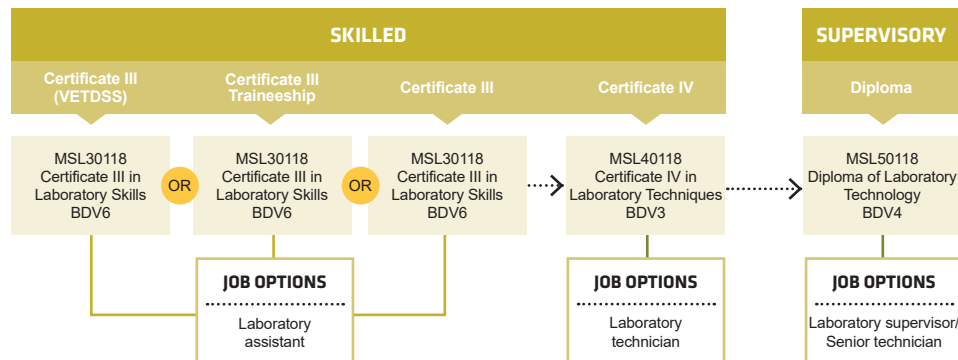 SKILLED
SUPERVISORY
Certificate III
(VETDSS)
Certificate III
Traineeship
Certificate III
Certificate IV
Diploma
MSL30118
Certificate III in
Laboratory Skills
BDV6
OR
MSL30118
Certificate III in
Laboratory Skills
BDV6
OR
MSL30118
Certificate III in
Laboratory Skills
BDV6
MSL40118
Certificate IV in
Laboratory Techniques
BDV3
MSL50118
Diploma of Laboratory
Technology
BDV4
JOB OPTIONS
Laboratory
assistant
JOB OPTIONS
Laboratory
technician
JOB OPTIONS
Laboratory supervisor/
Senior technician